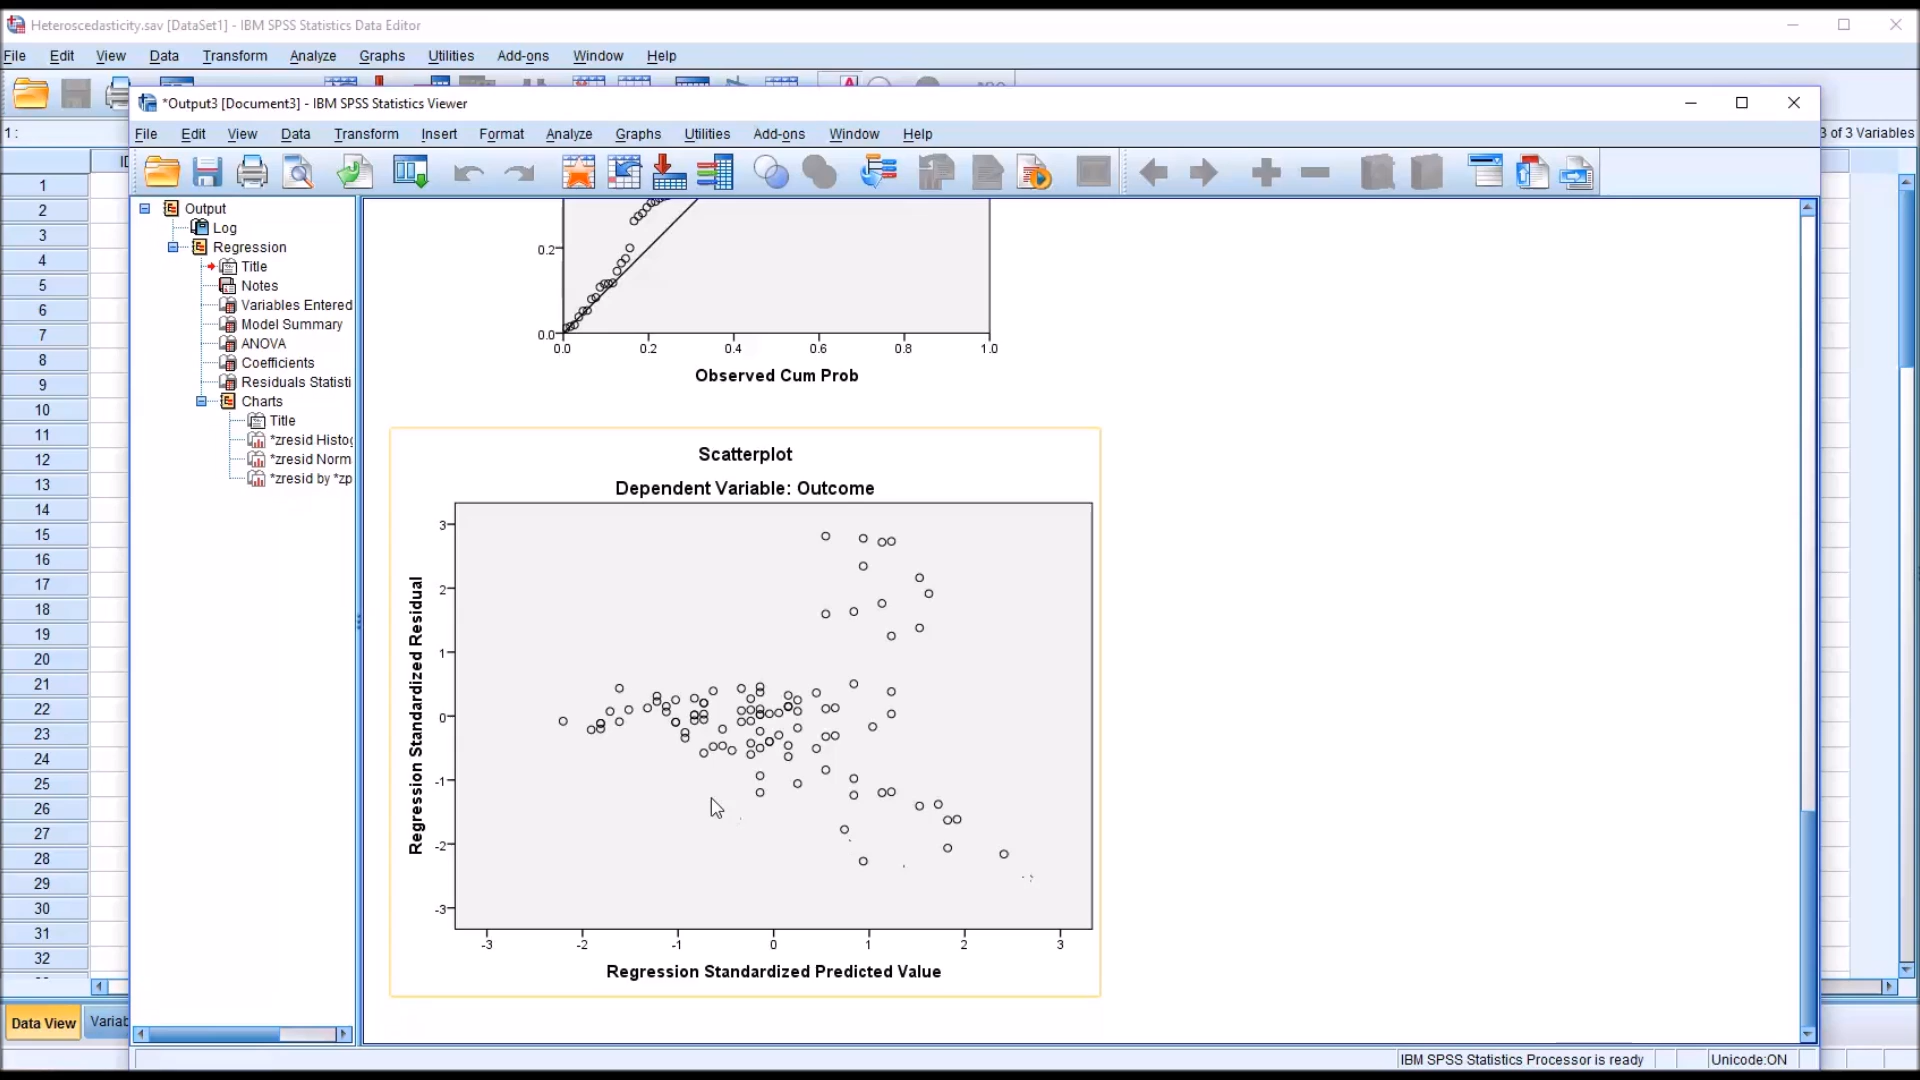 Heteroscedasticity.sav [DataSet1] - IBM SPSS Statistics Data Editor
File Edit View Data Transform Analyze Graphs Utilities Add-ons Window Help
*Output3 [Document3] - IBM SPSS Statistics Viewer
1 :
3 of 3 Variables
File Edit View Data Transform Insert Format Analyze Graphs Utilities Add-ons Window Help
1
2
3
4
5
6
7
8
9
10
11
12
13
14
15
16
17
18
19
20
21
22
23
24
25
26
27
28
29
30
31
32
Output
Log
Regression
Title
Notes
Variables Entered
Model Summary
ANOVA
Coefficients
Residuals Statisti
Charts
Title
*zresid Histog
*zresid Norm
*zresid by *zp
0.2
0.0
0.0 0.2 0.4 0.6 0.8 1.0
Observed Cum Prob
Scatterplot
Dependent Variable: Outcome
Regression Standardized Residual
3
2
1
0
-1
-2
-3
-3 -2 -1 0 1 2 3
Regression Standardized Predicted Value
Data View Variab
IBM SPSS Statistics Processor is ready Unicode:ON